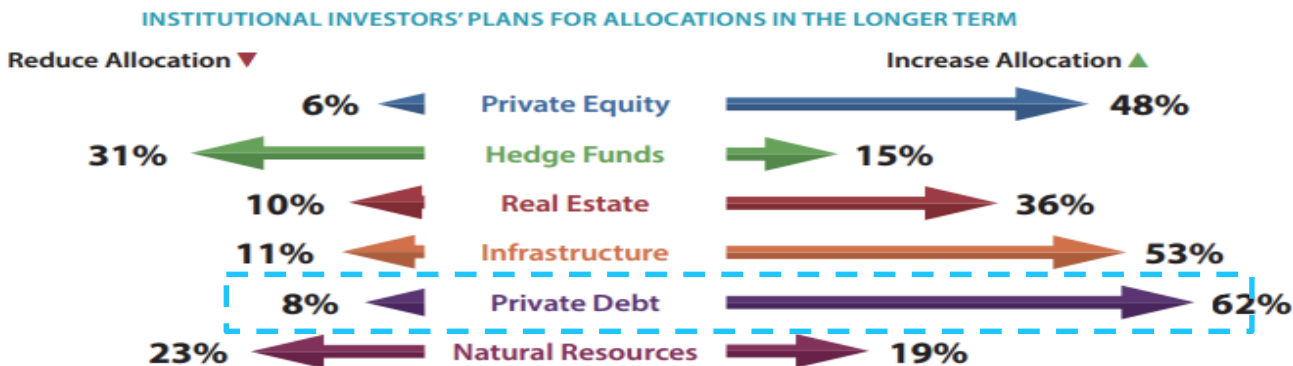 INSTITUTIONAL INVESTORS' PLANS FOR ALLOCATIONS IN THE LONGER TERM
Reduce Allocation ▼ Increase Allocation ▲
6% Private Equity 48%
31% Hedge Funds 15%
10% Real Estate 36%
11% Infrastructure 53%
8% Private Debt 62%
23% Natural Resources 19%